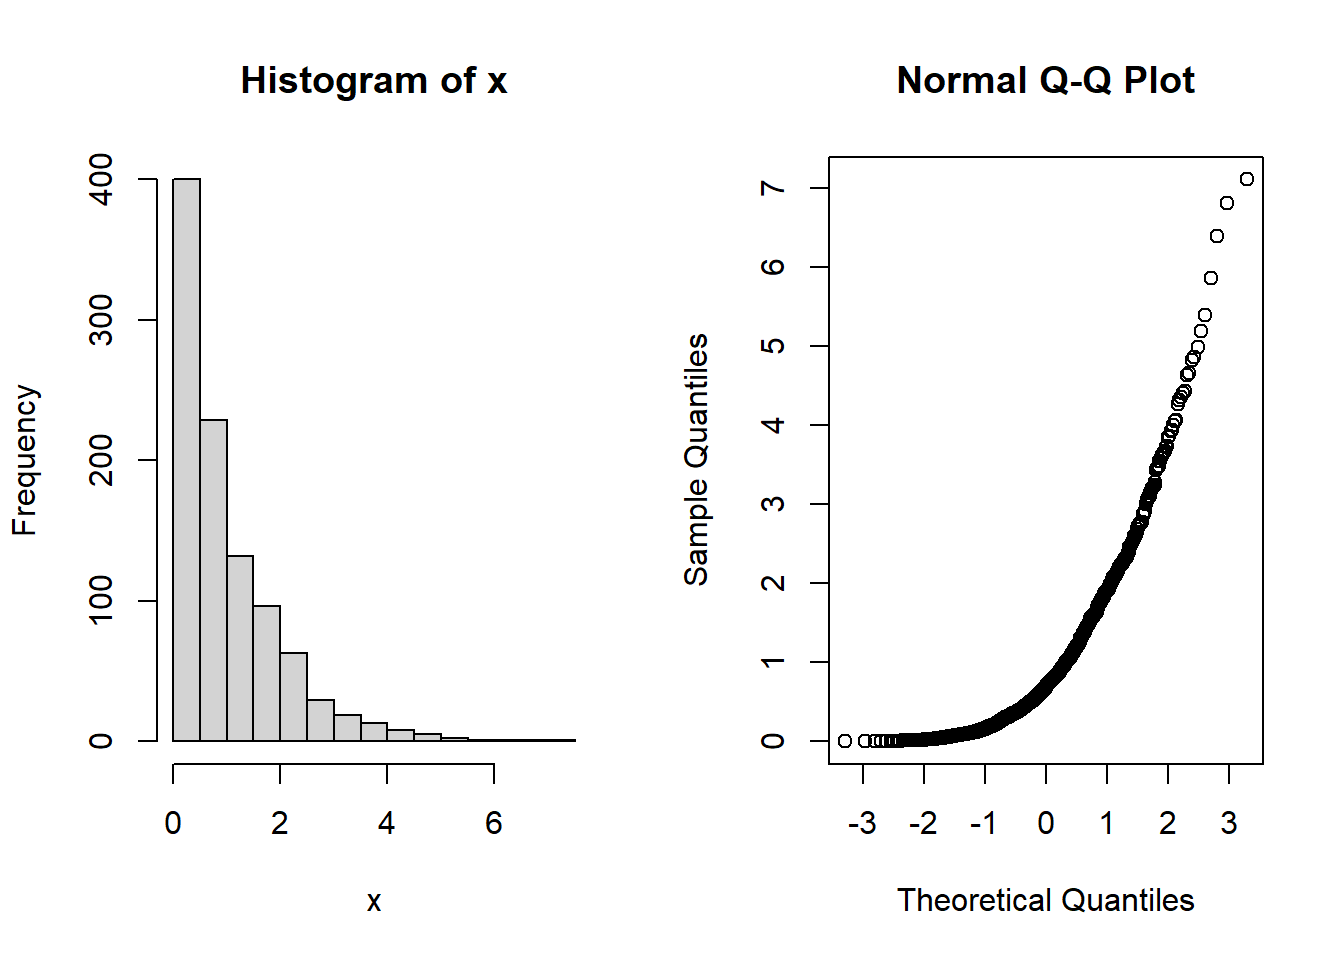 Histogram of x
Frequency
400
300
200
100
0
0 2 4 6
x
Normal Q-Q Plot
Sample Quantiles
7
6
5
4
3
2
1
0
-3 -2 -1 0 1 2 3
Theoretical Quantiles